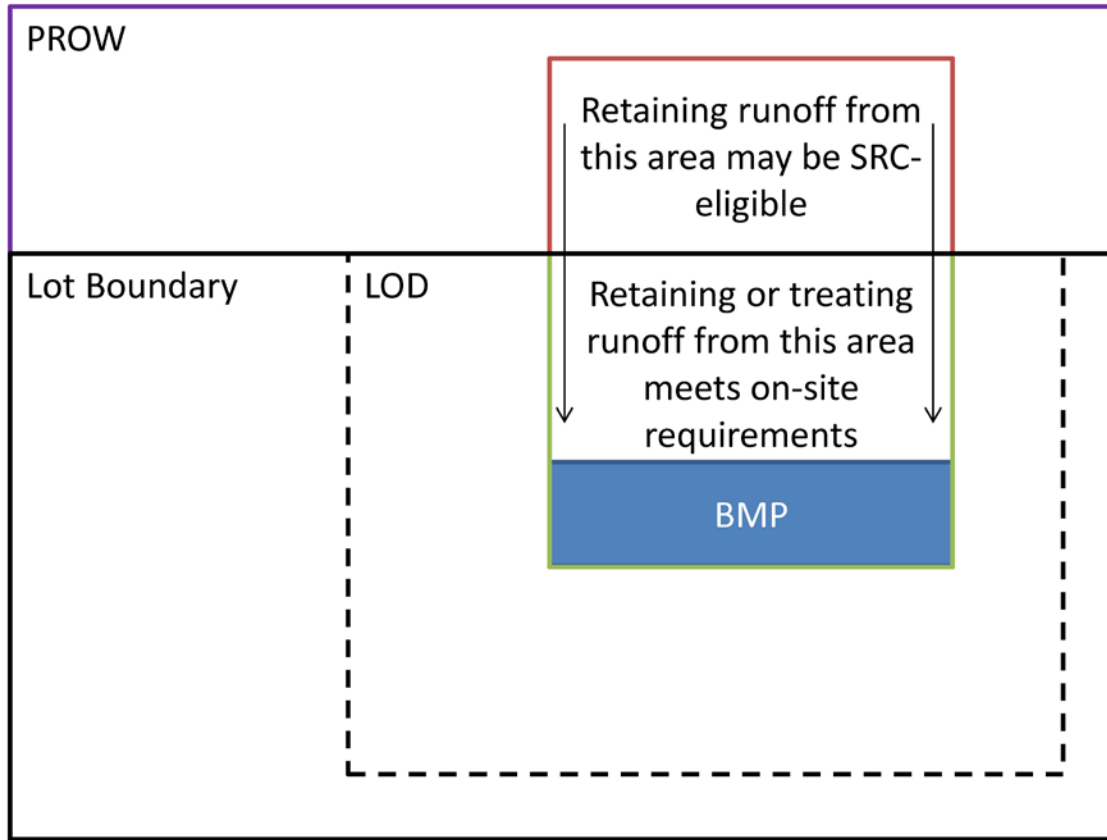 PROW
Retaining runoff from
this area may be SRC-
eligible
Lot Boundary
LOD
Retaining or treating
runoff from this area
meets on-site
requirements
BMP